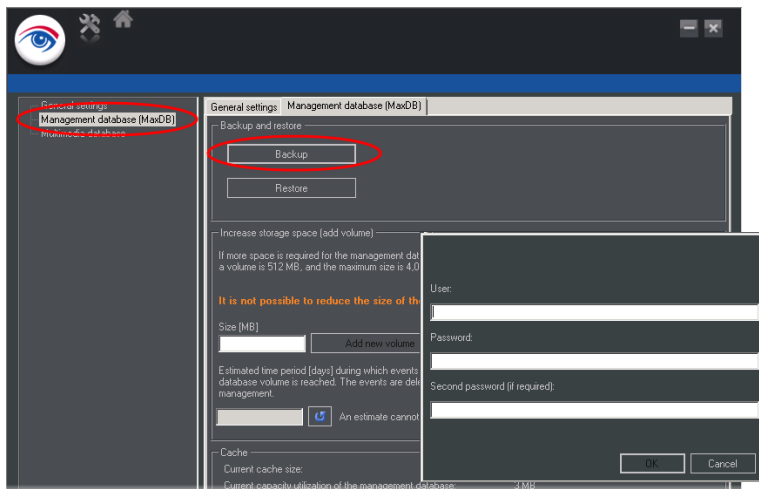 General settings
Management database (MaxDB)
Multimedia database
General settings
Management database (MaxDB)
Backup and restore
Backup
Restore
Increase storage space (add volume)
If more space is required for the management dat
a volume is 512 MB, and the maximum size is 4,0
It is not possible to reduce the size of th
Size [MB]
Add new volume
Estimated time period [days] during which events
database volume is reached. The events are dele
management.
An estimate cannot
Cache
Current cache size:
Current capacity utilization of the management database: 3 MB
User:
Password:
Second password (if required):
OK
Cancel